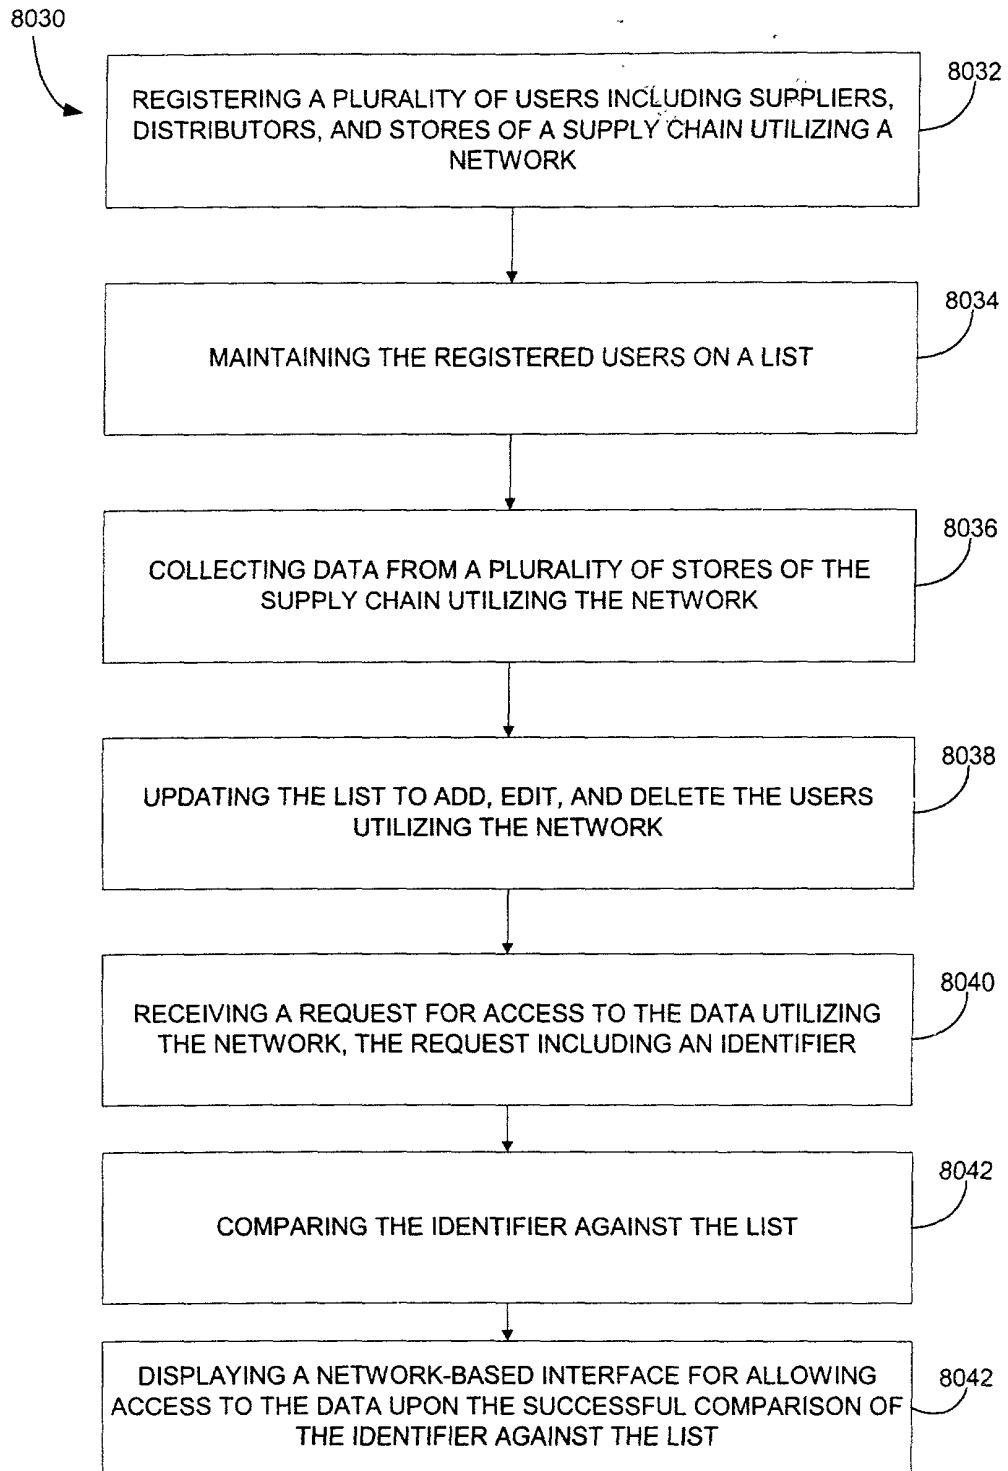 8030
8032
REGISTERING A PLURALITY OF USERS INCLUDING SUPPLIERS,
DISTRIBUTORS, AND STORES OF A SUPPLY CHAIN UTILIZING A
NETWORK
8034
MAINTAINING THE REGISTERED USERS ON A LIST
8036
COLLECTING DATA FROM A PLURALITY OF STORES OF THE
SUPPLY CHAIN UTILIZING THE NETWORK
8038
UPDATING THE LIST TO ADD, EDIT, AND DELETE THE USERS
UTILIZING THE NETWORK
8040
RECEIVING A REQUEST FOR ACCESS TO THE DATA UTILIZING
THE NETWORK, THE REQUEST INCLUDING AN IDENTIFIER
8042
COMPARING THE IDENTIFIER AGAINST THE LIST
8042
DISPLAYING A NETWORK-BASED INTERFACE FOR ALLOWING
ACCESS TO THE DATA UPON THE SUCCESSFUL COMPARISON OF
THE IDENTIFIER AGAINST THE LIST